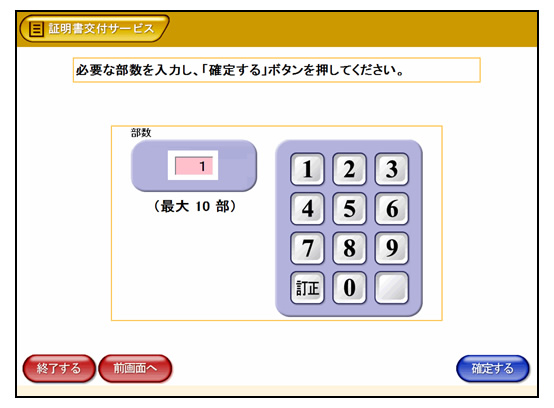 証明書交付サービス
必要な部数を入力し、「確定する」ボタンを押してください。
部数
1
（最大 10 部）
1 2 3
4 5 6
7 8 9
訂正 0
終了する 前画面へ 確定する